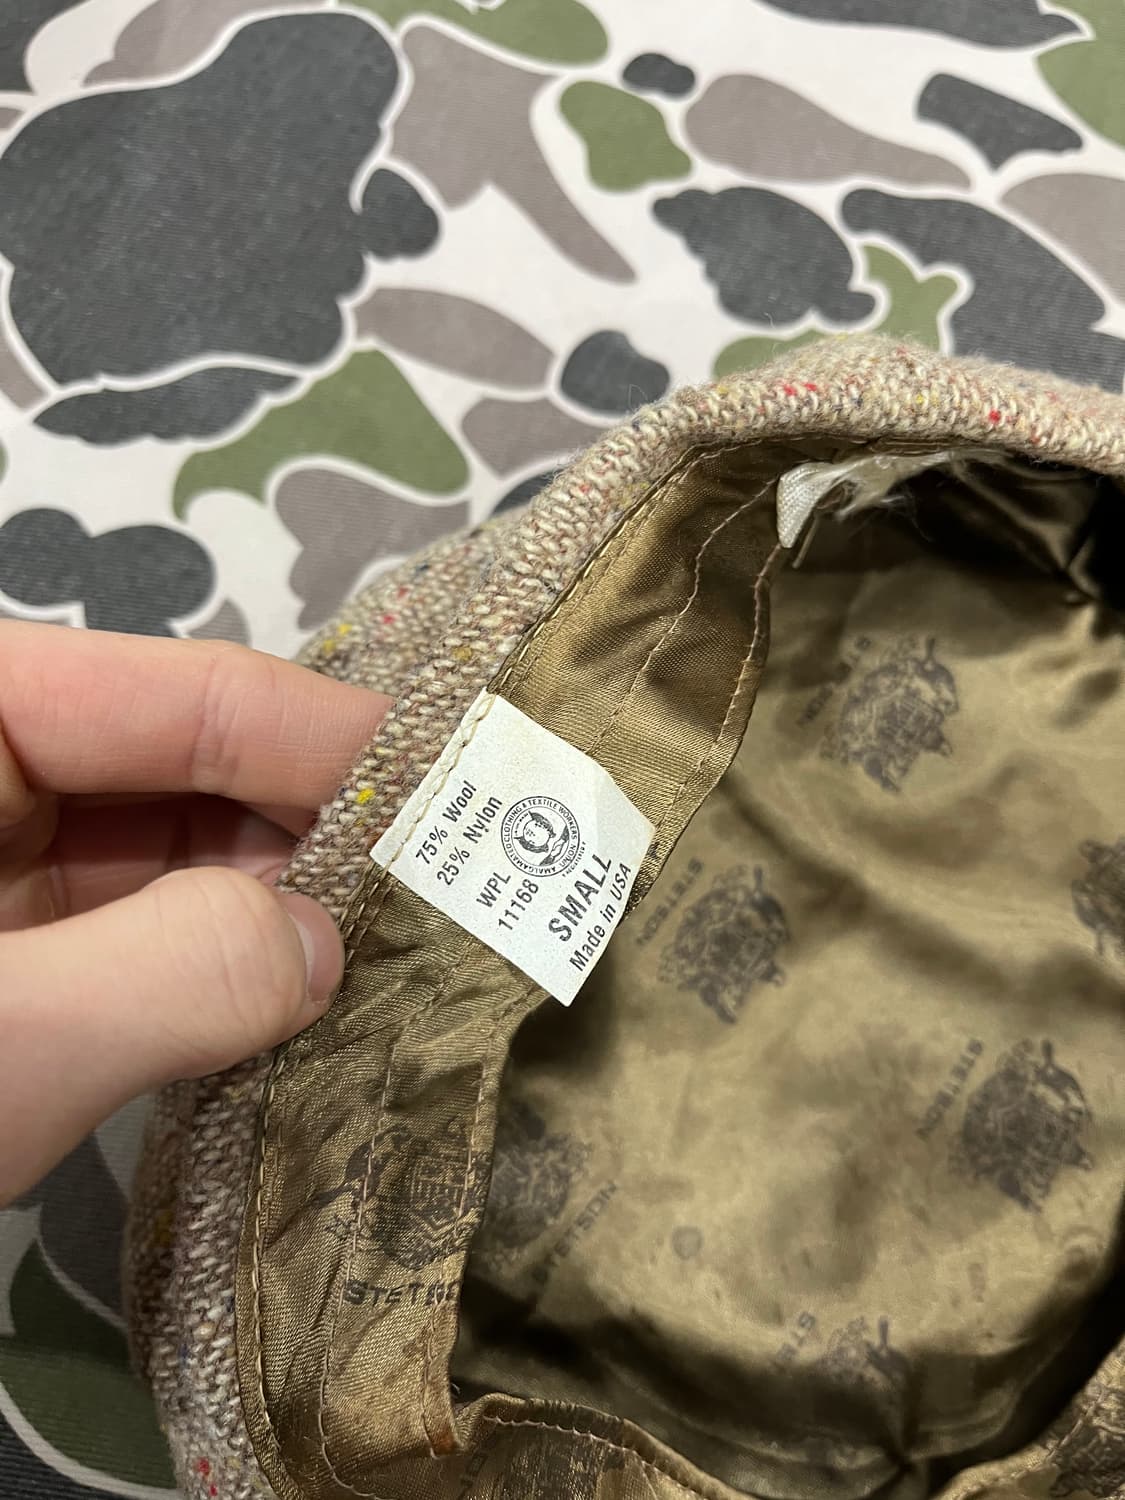 75% Wool
25% Nylon
WPL
11168
AMALGAMATED CLOTHING & TEXTILE WORKERS UNION
SMALL
Made in USA
STETSON
STETSON
STETSON
STETSON
STETSON